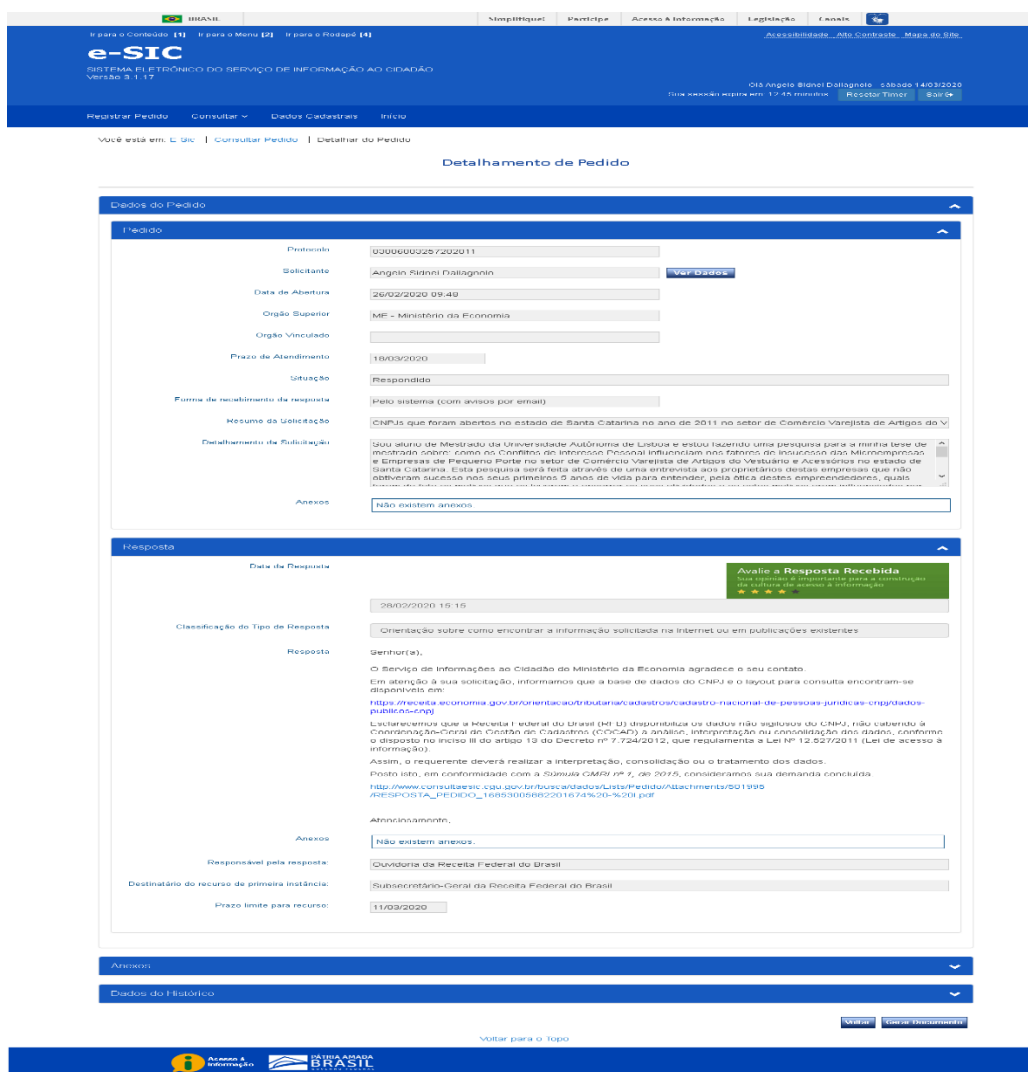 BRASIL
Simplifique! Participe Acesso à Informação Legislação Canais
Ir para o Conteúdo [1] Ir para o Menu [2] Ir para o Rodapé [4]
Acessibilidade Alto Contraste Mapa do Site
e-SIC
SISTEMA ELETRÔNICO DO SERVIÇO DE INFORMAÇÃO AO CIDADÃO
Versão 3.1.17
Olá Angelo Sidnei Dallagnolo sábado 14/03/2020
Sua sessão expira em: 12:45 minutos Resetar Timer Sair
Registrar Pedido Consultar Dados Cadastrais Início
Você está em: E-Sic | Consultar Pedido | Detalhar do Pedido
Detalhamento de Pedido
Dados do Pedido
Pedido
Protocolo 03006003257202011
Solicitante Angelo Sidnei Dallagnolo Ver Dados
Data de Abertura 26/02/2020 09:48
Orgão Superior ME – Ministério da Economia
Orgão Vinculado
Prazo de Atendimento 18/03/2020
Situação Respondido
Forma de recebimento da resposta Pelo sistema (com avisos por email)
Resumo da Solicitação CNPJs que foram abertos no estado de Santa Catarina no ano de 2011 no setor de Comércio Varejista de Artigos do V
Detalhamento da Solicitação Sou aluno de Mestrado da Universidade Autônoma de Lisboa e estou fazendo uma pesquisa para a minha tese de
mestrado sobre: como os Conflitos de Interesse Pessoal influenciam nos fatores de insucesso das Microempresas
e Empresas de Pequeno Porte no setor de Comércio Varejista de Artigos do Vestuário e Acessórios no estado de
Santa Catarina. Esta pesquisa será feita através de uma entrevista aos proprietários destas empresas que não
obtiveram sucesso nos seus primeiros 5 anos de vida para entender, pela ótica destes empreendedores, quais
Anexos Não existem anexos.
Resposta
Data da Resposta
Avalie a Resposta Recebida
Sua opinião é importante para a construção
da cultura de acesso à informação
28/02/2020 15:15
Classificação do Tipo de Resposta Orientação sobre como encontrar a informação solicitada na Internet ou em publicações existentes
Resposta Senhor(a),
O Serviço de Informações ao Cidadão do Ministério da Economia agradece o seu contato.
Em atenção à sua solicitação, informamos que a base de dados do CNPJ e o layout para consulta encontram-se
disponíveis em:
https://receita.economia.gov.br/orientacao/tributaria/cadastros/cadastro-nacional-de-pessoas-juridicas-cnpj/dados-
publicos-cnpj
Esclarecemos que a Receita Federal do Brasil (RFB) disponibiliza os dados não sigilosos do CNPJ, não cabendo à
Coordenação-Geral de Gestão de Cadastros (COCAD) a análise, interpretação ou consolidação dos dados, conforme
o disposto no inciso III do artigo 13 do Decreto nº 7.724/2012, que regulamenta a Lei Nº 12.527/2011 (Lei de acesso à
informação).
Assim, o requerente deverá realizar a interpretação, consolidação ou o tratamento dos dados.
Posto isto, em conformidade com a Súmula CMRI nº 1, de 2015, consideramos sua demanda concluída.
http://www.consultaesic.cgu.gov.br/busca/dados/Lists/Pedido/Attachments/501995
/RESPOSTA_PEDIDO_16853005882201674%20-%20I.pdf
Atenciosamente,
Anexos Não existem anexos.
Responsável pela resposta: Ouvidoria da Receita Federal do Brasil
Destinatário do recurso de primeira instância: Subsecretário-Geral da Receita Federal do Brasil
Prazo limite para recurso: 11/03/2020
Anexos
Dados do Histórico
Voltar Gerar Documento
Voltar para o Topo
Acesso à
Informação
PÁTRIA AMADA
BRASIL
GOVERNO FEDERAL